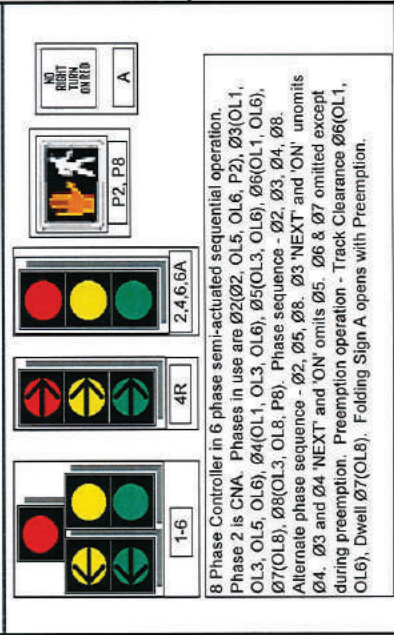 NO
RIGHT
TURN
ON RED
A
P2, P8
2,4,6,6A
4R
1-6
8 Phase Controller in 6 phase semi-actuated sequential operation.
Phase 2 is CNA. Phases in use are Ø2(Ø2, OL5, OL6, P2), Ø3(OL1,
OL3, OL5, OL6), Ø4(OL1, OL3, OL6), Ø5(OL3, OL6), Ø6(OL1, OL6),
Ø7(OL8), Ø8(OL3, OL8, P8). Phase sequence - Ø2, Ø3, Ø4, Ø8.
Alternate phase sequence - Ø2, Ø5, Ø8. Ø3 'NEXT' and 'ON' unomits
Ø4. Ø3 and Ø4 'NEXT' and 'ON' omits Ø5. Ø6 & Ø7 omitted except
during preemption. Preemption operation - Track Clearance Ø6(OL1,
OL6), Dwell Ø7(OL8). Folding Sign A opens with Preemption.